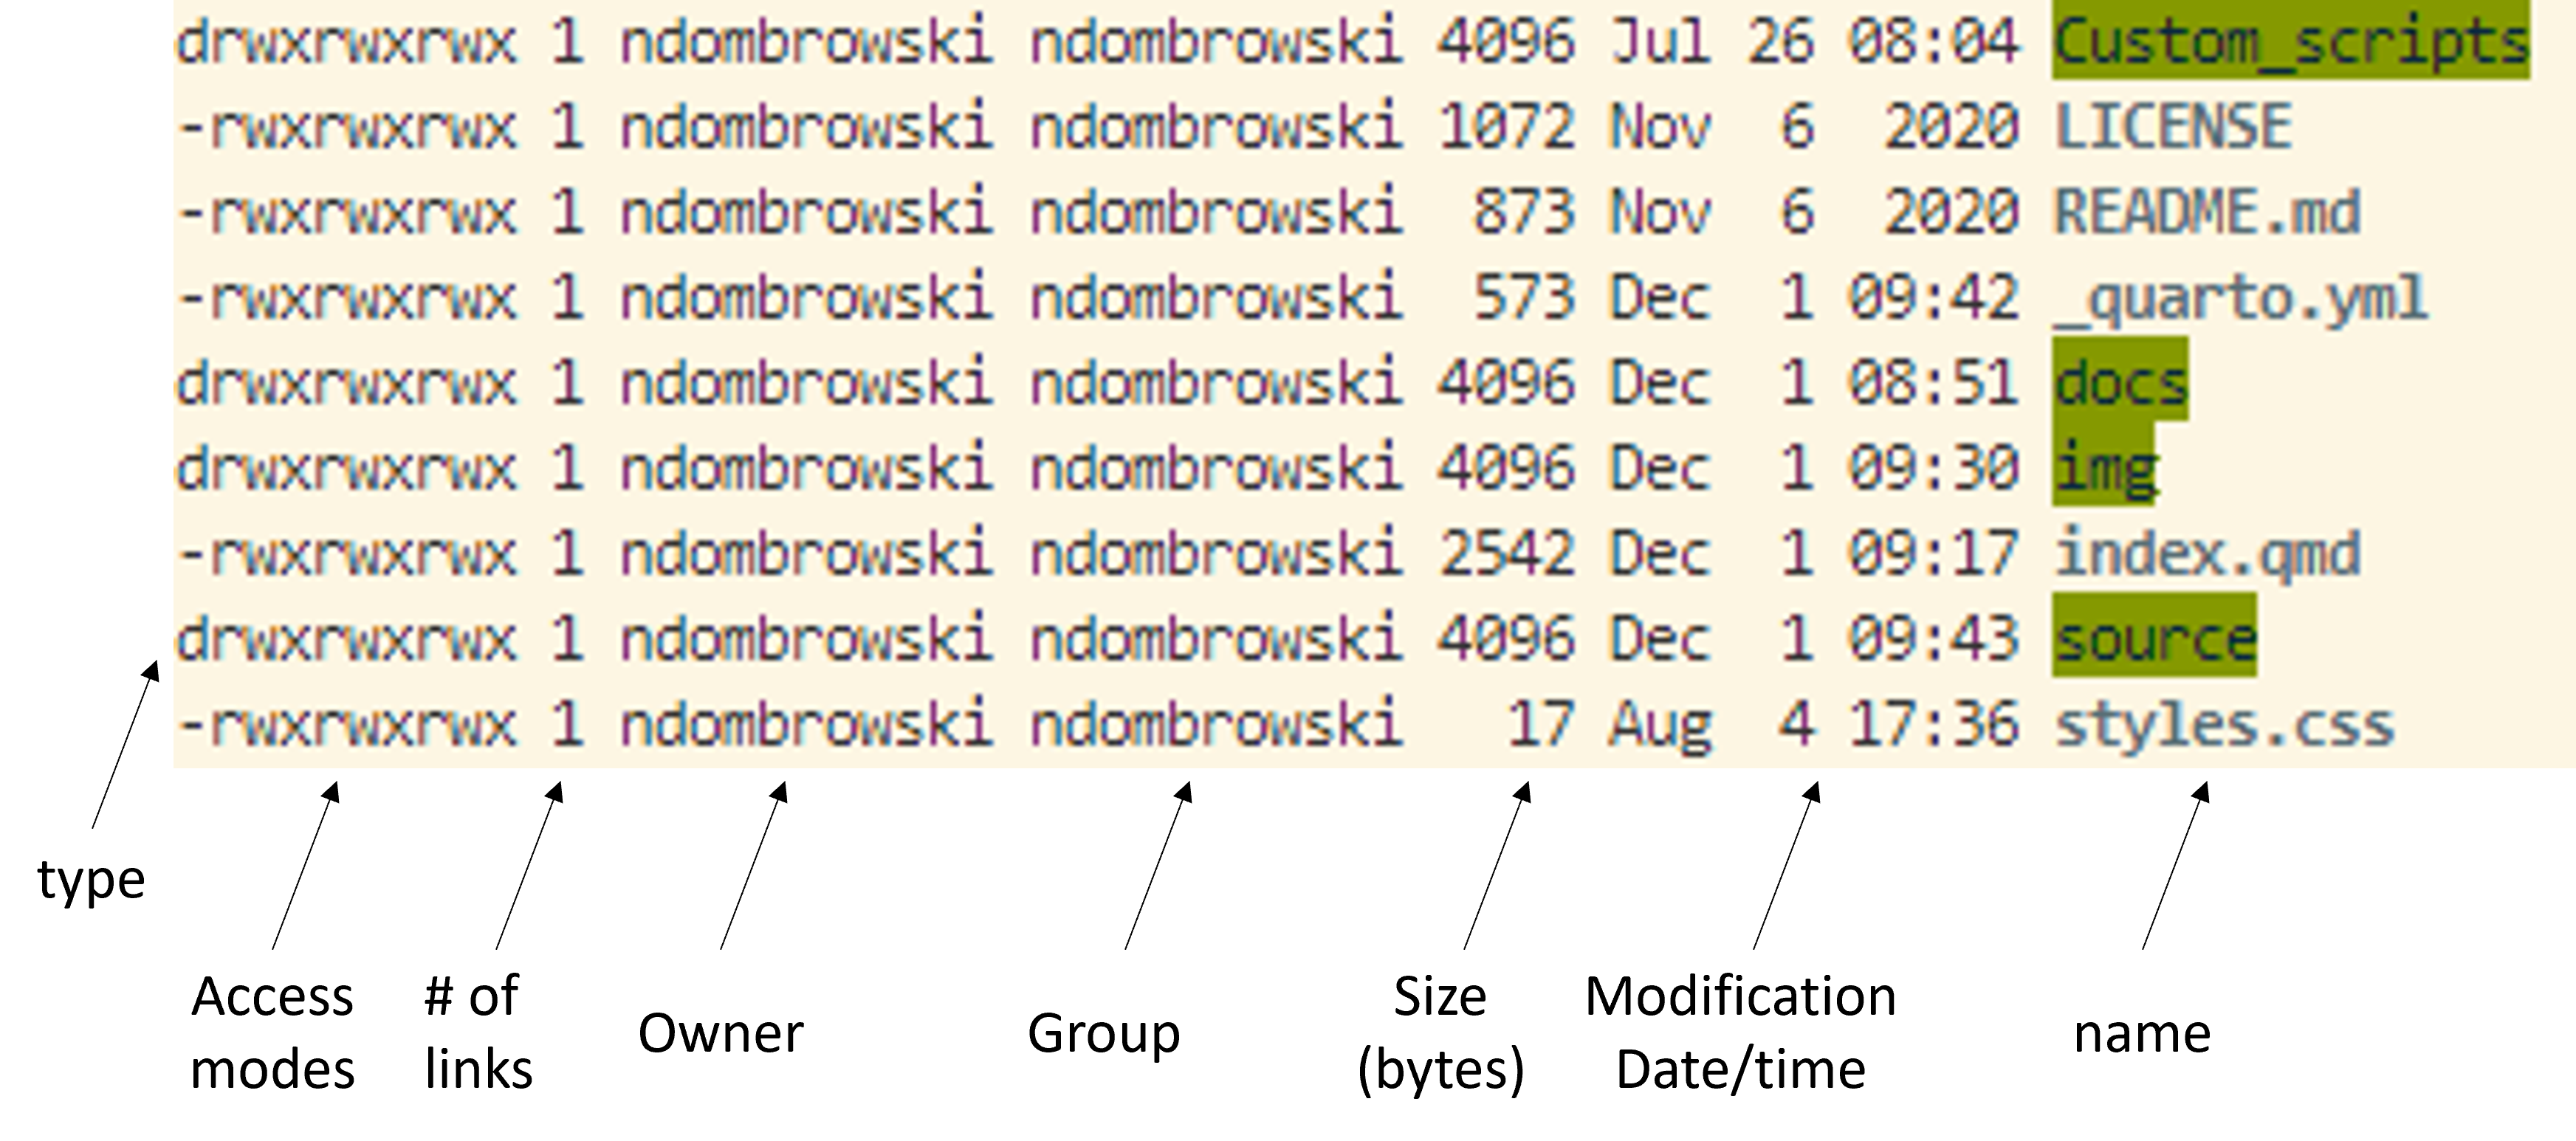 drwxrwxrwx 1 ndombrowski ndombrowski 4096 Jul 26 08:04 Custom_scripts
-rwxrwxrwx 1 ndombrowski ndombrowski 1072 Nov  6  2020 LICENSE
-rwxrwxrwx 1 ndombrowski ndombrowski  873 Nov  6  2020 README.md
-rwxrwxrwx 1 ndombrowski ndombrowski  573 Dec  1 09:42 _quarto.yml
drwxrwxrwx 1 ndombrowski ndombrowski 4096 Dec  1 08:51 docs
drwxrwxrwx 1 ndombrowski ndombrowski 4096 Dec  1 09:30 img
-rwxrwxrwx 1 ndombrowski ndombrowski 2542 Dec  1 09:17 index.qmd
drwxrwxrwx 1 ndombrowski ndombrowski 4096 Dec  1 09:43 source
-rwxrwxrwx 1 ndombrowski ndombrowski   17 Aug  4 17:36 styles.css
type
Access
modes
# of
links
Owner
Group
Size
(bytes)
Modification
Date/time
name